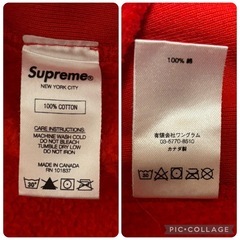 Supreme®
NEW YORK CITY
100% COTTON
CARE INSTRUCTIONS:
MACHINE WASH COLD
DO NOT BLEACH
TUMBLE DRY LOW
DO NOT IRON
MADE IN CANADA
RN 101837
30°
100% 綿
有限会社ワングラム
03-5770-8510
カナダ製
30°
PIC•COLLAGE